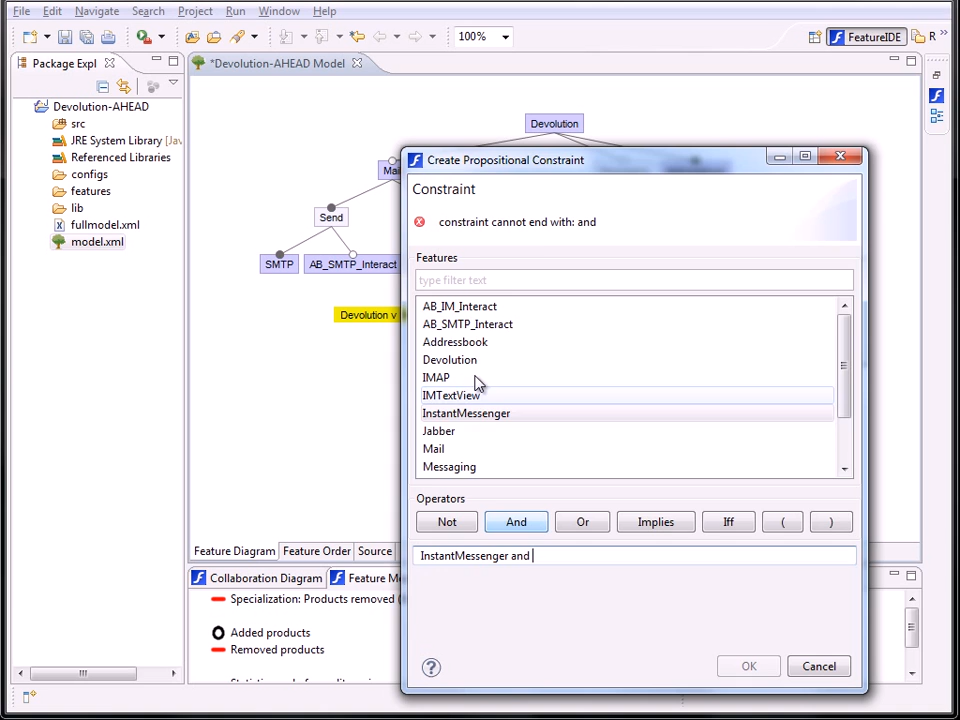 File Edit Navigate Search Project Run Window Help
100% FeatureIDE R
Package Expl
*Devolution-AHEAD Model
Devolution-AHEAD
src
JRE System Library [Jav
Referenced Libraries
configs
features
lib
fullmodel.xml
model.xml
Devolution
Mai
Send
SMTP AB_SMTP_Interact
Devolution v
Feature Diagram Feature Order Source
Collaboration Diagram Feature M
Specialization: Products removed (
Added products
Removed products
Create Propositional Constraint
Constraint
constraint cannot end with: and
Features
type filter text
AB_IM_Interact
AB_SMTP_Interact
Addressbook
Devolution
IMAP
IMTextView
InstantMessenger
Jabber
Mail
Messaging
Operators
Not And Or Implies Iff ( )
InstantMessenger and
OK Cancel